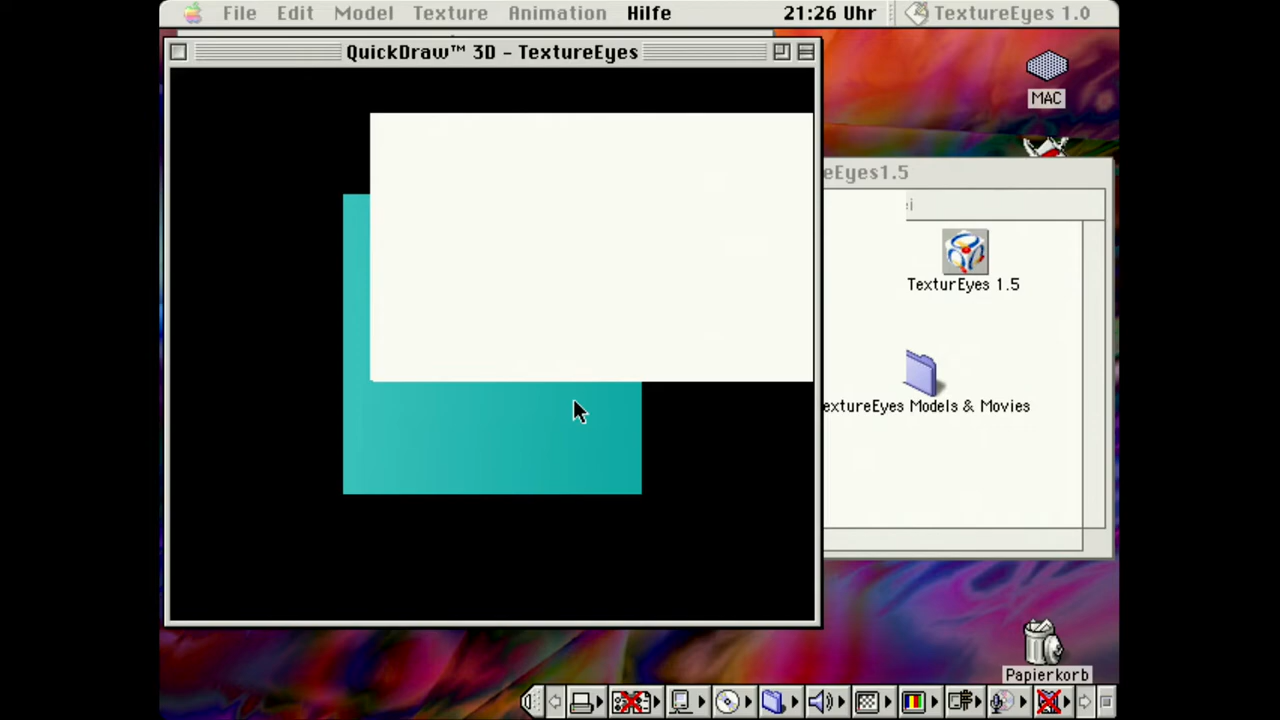 File Edit Model Texture Animation Hilfe 21:26 Uhr TextureEyes 1.0
QuickDraw™ 3D - TextureEyes
MAC
eEyes1.5
TexturEyes 1.5
extureEyes Models & Movies
Papierkorb